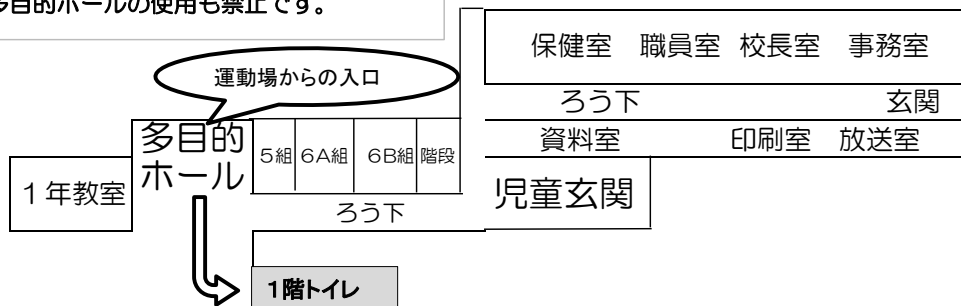 多目的ホールの使用も禁止です。
保健室 職員室 校長室 事務室
運動場からの入口
ろう下 玄関
多目的
ホール
5組 6A組 6B組 階段
資料室 印刷室 放送室
1年教室
児童玄関
ろう下
1階トイレ